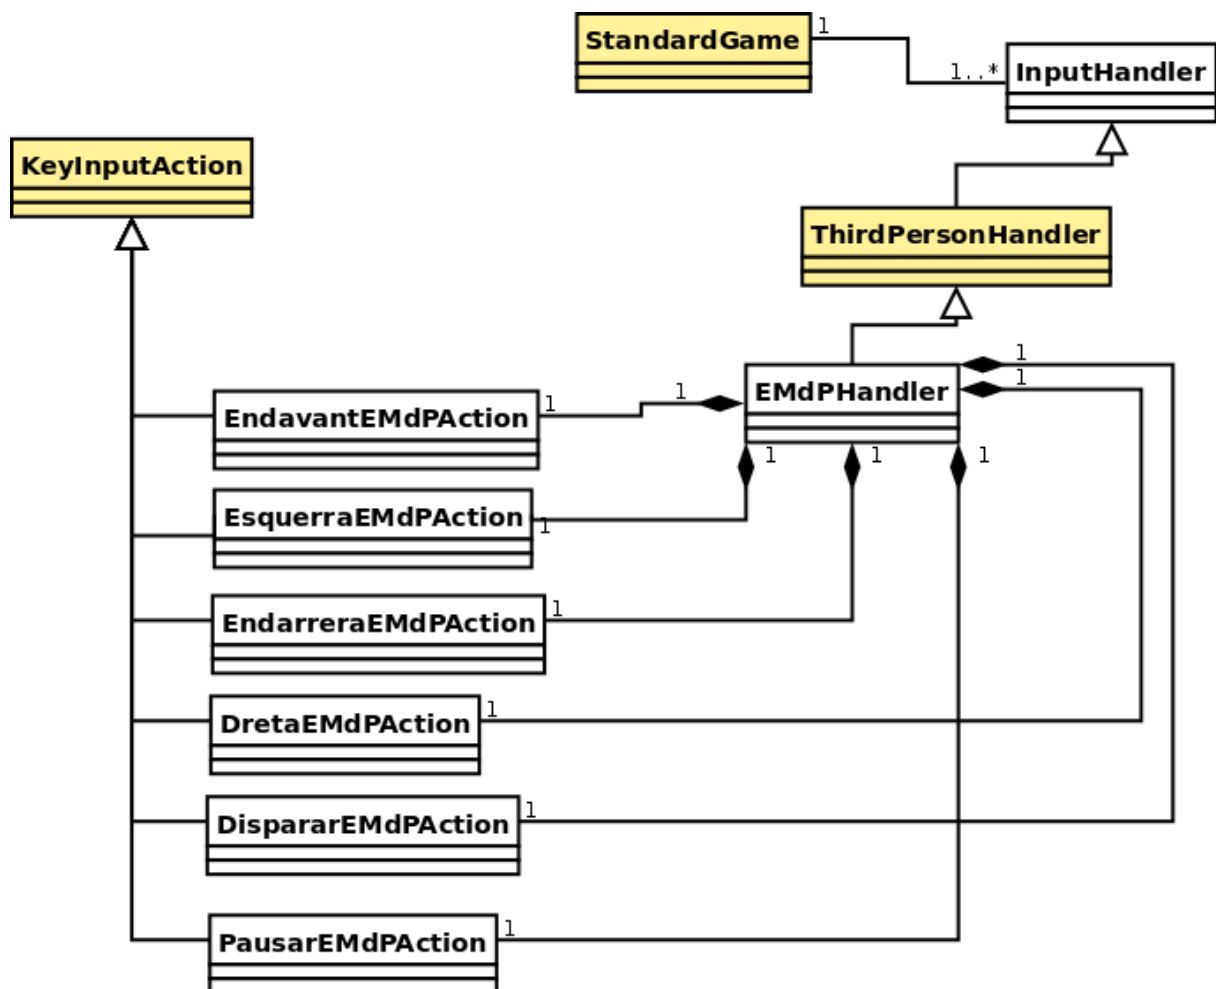 StandardGame
1
1..*
InputHandler
KeyInputAction
ThirdPersonHandler
EMdPHandler
1
1
1
1
1
1
EndavantEMdPAction
1
EsquerraEMdPAction
1
EndarreraEMdPAction
1
DretaEMdPAction
1
DispararEMdPAction
1
PausarEMdPAction
1